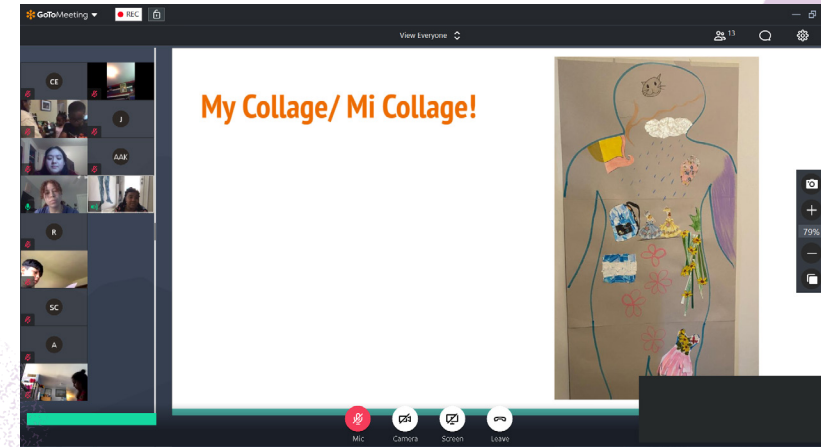 GoToMeeting
REC
View Everyone
13
CE
J
AAK
R
SC
A
My Collage/ Mi Collage!
79%
Mic
Camera
Screen
Leave